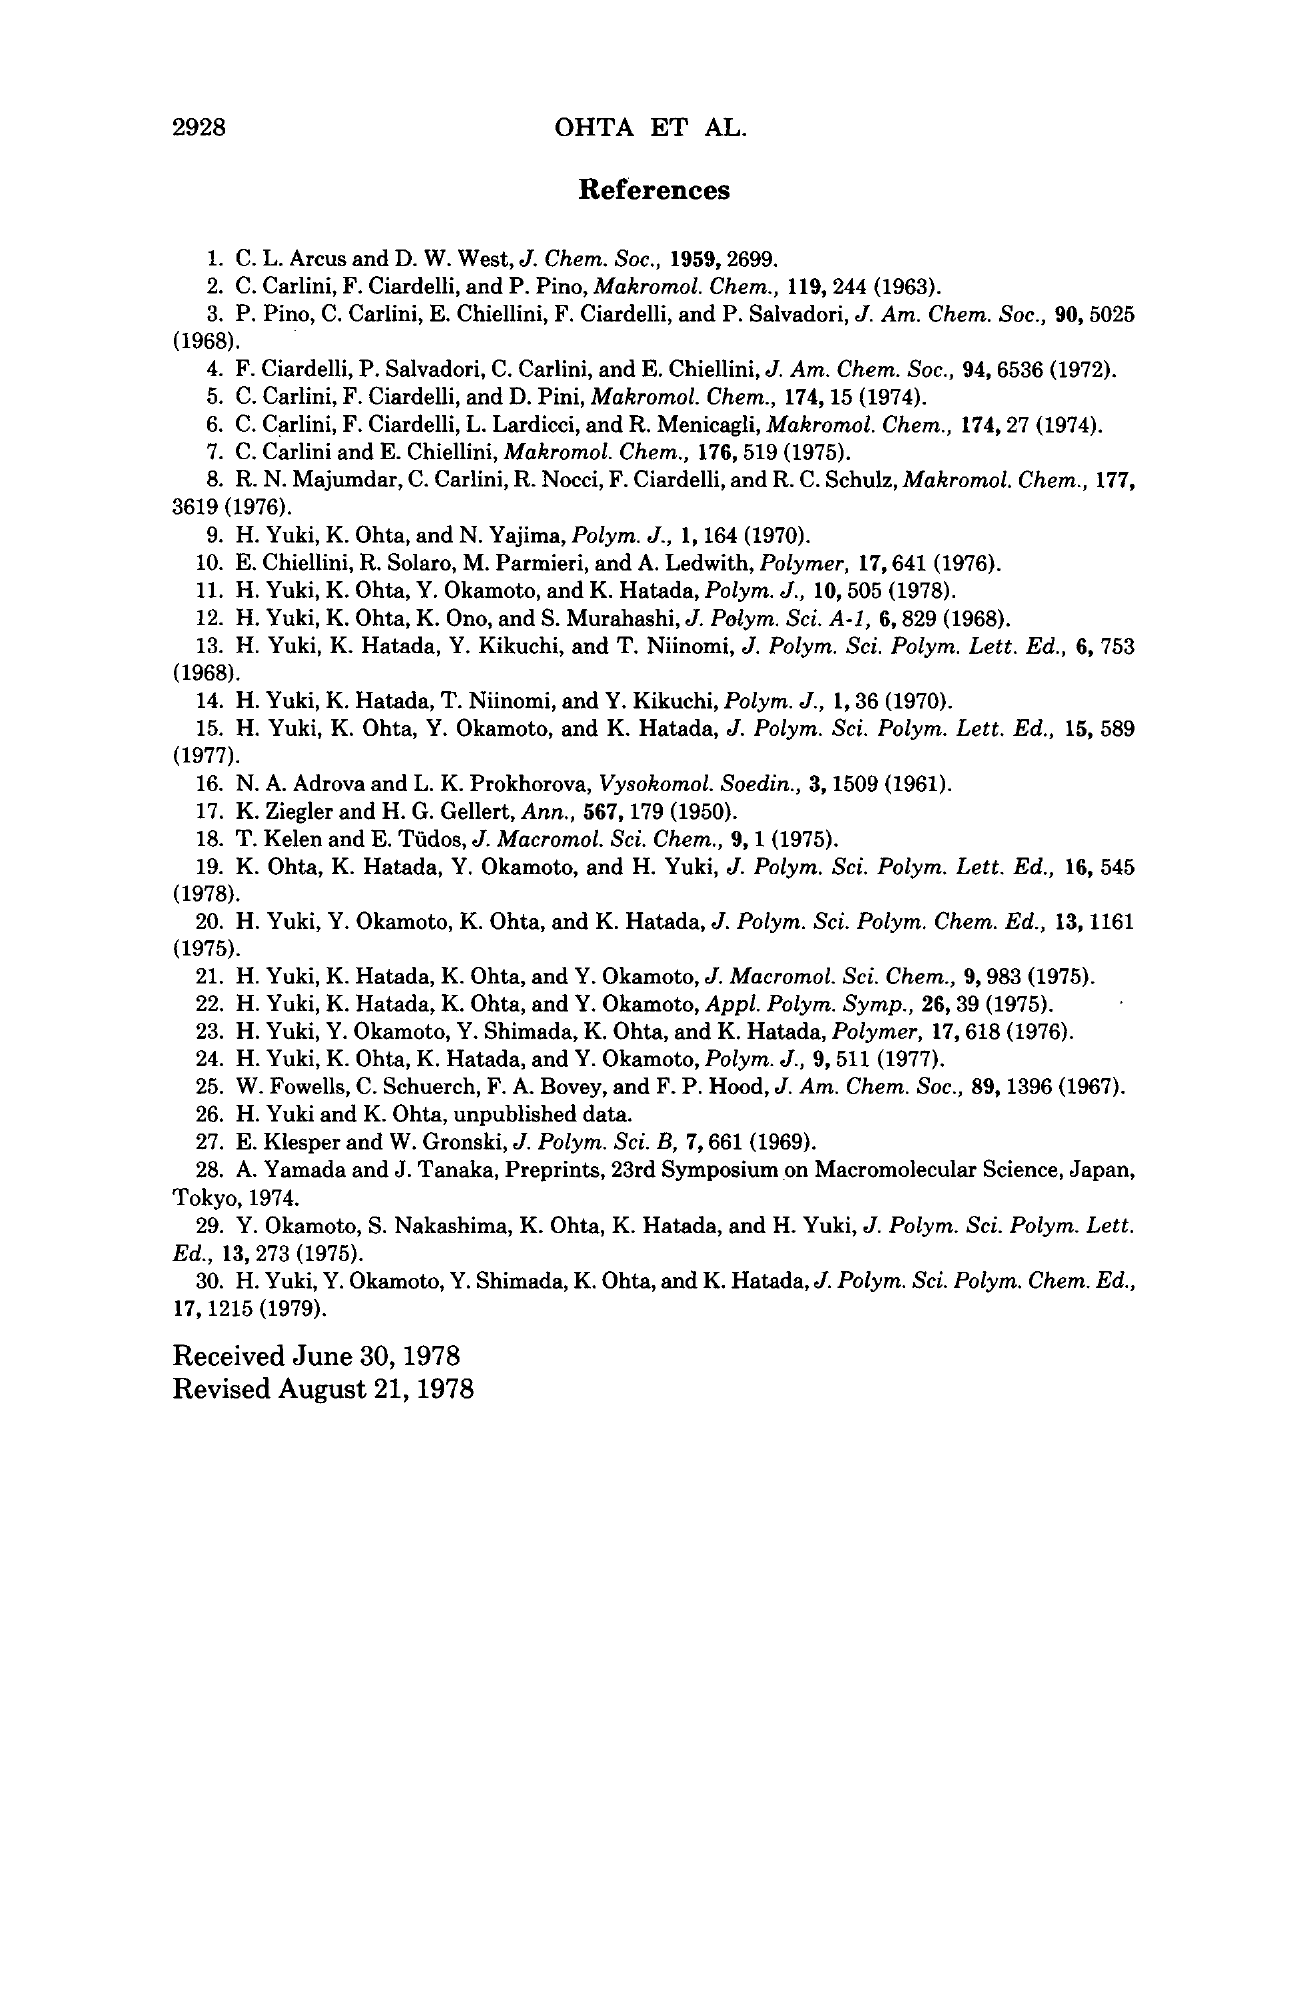 2928
OHTA ET AL.
References
1. C. L. Arcus and D. W. West, J. Chem. Soc., 1959, 2699.
2. C. Carlini, F. Ciardelli, and P. Pino, Makromol. Chem., 119, 244 (1963).
3. P. Pino, C. Carlini, E. Chiellini, F. Ciardelli, and P. Salvadori, J. Am. Chem. Soc., 90, 5025
(1968).
4. F. Ciardelli, P. Salvadori, C. Carlini, and E. Chiellini, J. Am. Chem. Soc., 94, 6536 (1972).
5. C. Carlini, F. Ciardelli, and D. Pini, Makromol. Chem., 174, 15 (1974).
6. C. Carlini, F. Ciardelli, L. Lardicci, and R. Menicagli, Makromol. Chem., 174, 27 (1974).
7. C. Carlini and E. Chiellini, Makromol. Chem., 176, 519 (1975).
8. R. N. Majumdar, C. Carlini, R. Nocci, F. Ciardelli, and R. C. Schulz, Makromol. Chem., 177,
3619 (1976).
9. H. Yuki, K. Ohta, and N. Yajima, Polym. J., 1, 164 (1970).
10. E. Chiellini, R. Solaro, M. Parmieri, and A. Ledwith, Polymer, 17, 641 (1976).
11. H. Yuki, K. Ohta, Y. Okamoto, and K. Hatada, Polym. J., 10, 505 (1978).
12. H. Yuki, K. Ohta, K. Ono, and S. Murahashi, J. Polym. Sci. A-1, 6, 829 (1968).
13. H. Yuki, K. Hatada, Y. Kikuchi, and T. Niinomi, J. Polym. Sci. Polym. Lett. Ed., 6, 753
(1968).
14. H. Yuki, K. Hatada, T. Niinomi, and Y. Kikuchi, Polym. J., 1, 36 (1970).
15. H. Yuki, K. Ohta, Y. Okamoto, and K. Hatada, J. Polym. Sci. Polym. Lett. Ed., 15, 589
(1977).
16. N. A. Adrova and L. K. Prokhorova, Vysokomol. Soedin., 3, 1509 (1961).
17. K. Ziegler and H. G. Gellert, Ann., 567, 179 (1950).
18. T. Kelen and E. Tüdos, J. Macromol. Sci. Chem., 9, 1 (1975).
19. K. Ohta, K. Hatada, Y. Okamoto, and H. Yuki, J. Polym. Sci. Polym. Lett. Ed., 16, 545
(1978).
20. H. Yuki, Y. Okamoto, K. Ohta, and K. Hatada, J. Polym. Sci. Polym. Chem. Ed., 13, 1161
(1975).
21. H. Yuki, K. Hatada, K. Ohta, and Y. Okamoto, J. Macromol. Sci. Chem., 9, 983 (1975).
22. H. Yuki, K. Hatada, K. Ohta, and Y. Okamoto, Appl. Polym. Symp., 26, 39 (1975).
23. H. Yuki, Y. Okamoto, Y. Shimada, K. Ohta, and K. Hatada, Polymer, 17, 618 (1976).
24. H. Yuki, K. Ohta, K. Hatada, and Y. Okamoto, Polym. J., 9, 511 (1977).
25. W. Fowells, C. Schuerch, F. A. Bovey, and F. P. Hood, J. Am. Chem. Soc., 89, 1396 (1967).
26. H. Yuki and K. Ohta, unpublished data.
27. E. Klesper and W. Gronski, J. Polym. Sci. B, 7, 661 (1969).
28. A. Yamada and J. Tanaka, Preprints, 23rd Symposium on Macromolecular Science, Japan,
Tokyo, 1974.
29. Y. Okamoto, S. Nakashima, K. Ohta, K. Hatada, and H. Yuki, J. Polym. Sci. Polym. Lett.
Ed., 13, 273 (1975).
30. H. Yuki, Y. Okamoto, Y. Shimada, K. Ohta, and K. Hatada, J. Polym. Sci. Polym. Chem. Ed.,
17, 1215 (1979).
Received June 30, 1978
Revised August 21, 1978